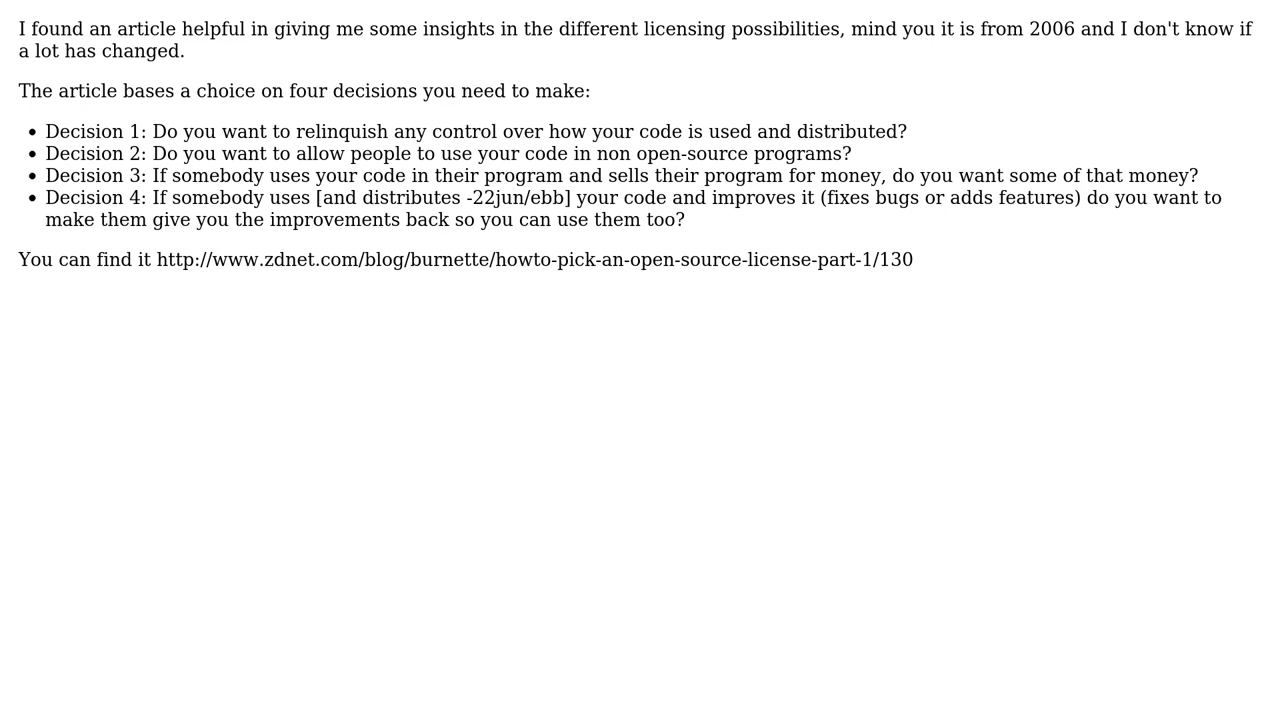 I found an article helpful in giving me some insights in the different licensing possibilities, mind you it is from 2006 and I don't know if
a lot has changed.
The article bases a choice on four decisions you need to make:
• Decision 1: Do you want to relinquish any control over how your code is used and distributed?
• Decision 2: Do you want to allow people to use your code in non open-source programs?
• Decision 3: If somebody uses your code in their program and sells their program for money, do you want some of that money?
• Decision 4: If somebody uses [and distributes -22jun/ebb] your code and improves it (fixes bugs or adds features) do you want to
make them give you the improvements back so you can use them too?
You can find it http://www.zdnet.com/blog/burnette/howto-pick-an-open-source-license-part-1/130